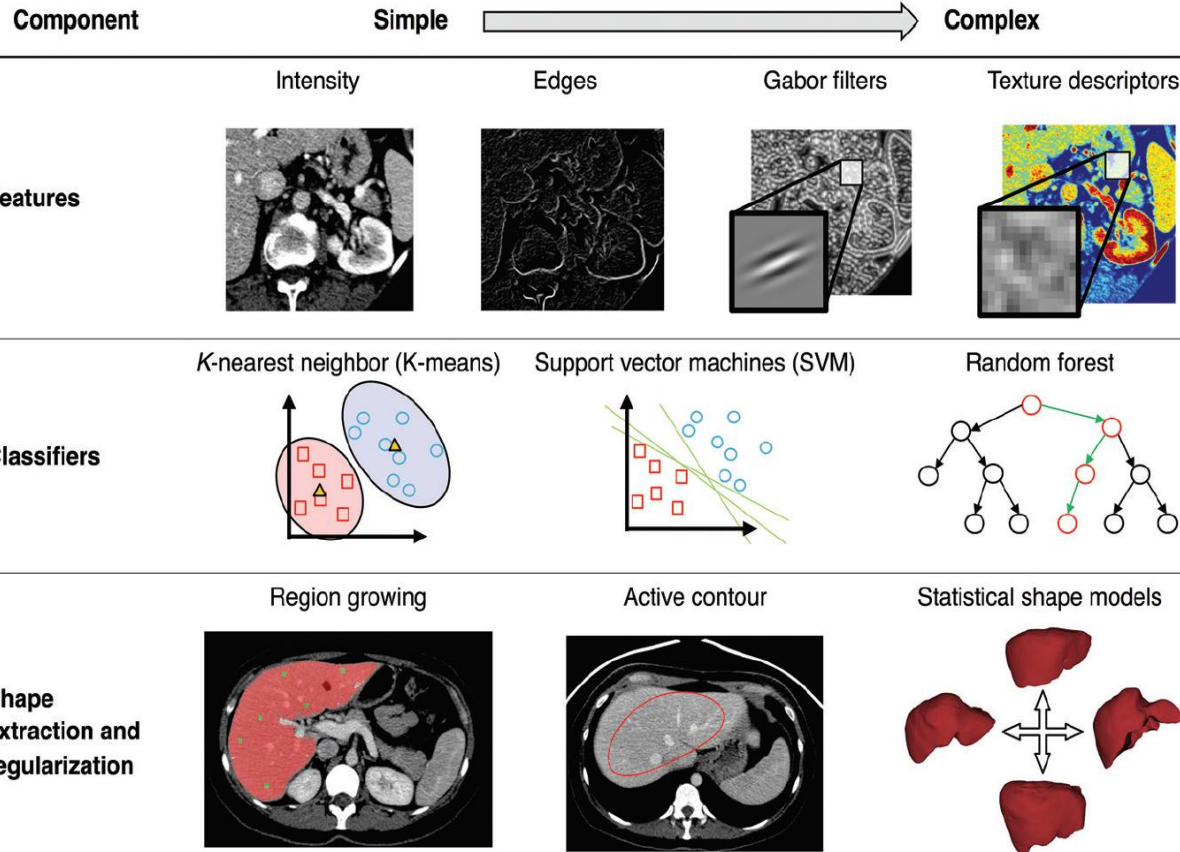 Component Simple Complex
Intensity Edges Gabor filters Texture descriptors
eatures
K-nearest neighbor (K-means) Support vector machines (SVM) Random forest
lassifiers
Region growing Active contour Statistical shape models
hape
xtraction and
egularization